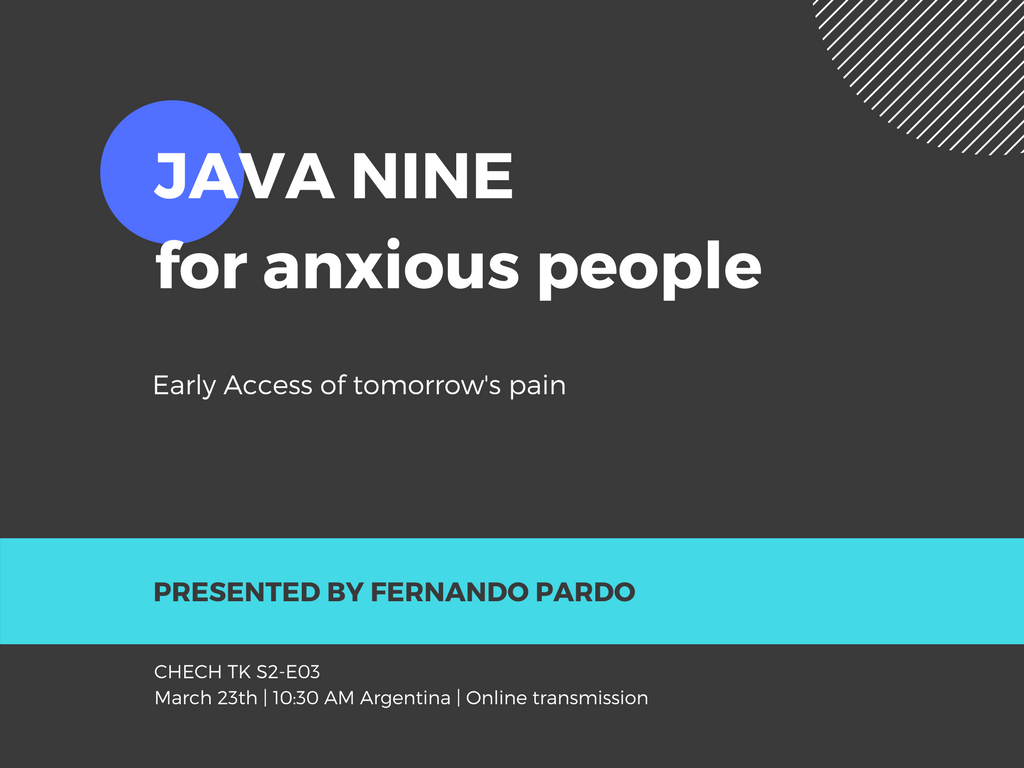 JAVA NINE
for anxious people
Early Access of tomorrow's pain
PRESENTED BY FERNANDO PARDO
CHECH TK S2-E03
March 23th | 10:30 AM Argentina | Online transmission